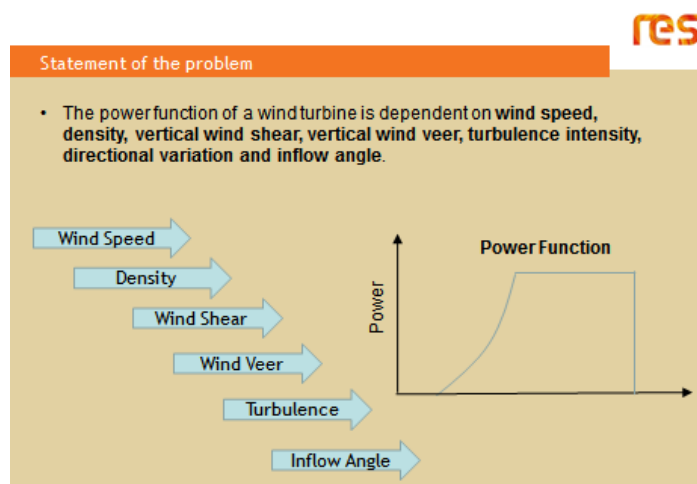 res
Statement of the problem
• The power function of a wind turbine is dependent on wind speed,
density, vertical wind shear, vertical wind veer, turbulence intensity,
directional variation and inflow angle.
Wind Speed
Density
Wind Shear
Wind Veer
Turbulence
Inflow Angle
Power Function
Power